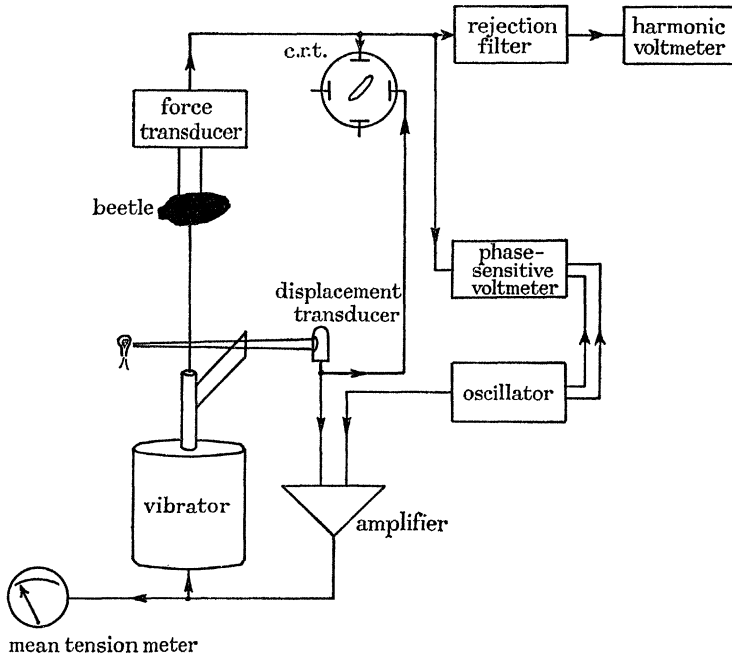 c.r.t.
rejection
filter
harmonic
voltmeter
force
transducer
beetle
phase-
sensitive
voltmeter
displacement
transducer
oscillator
vibrator
amplifier
mean tension meter